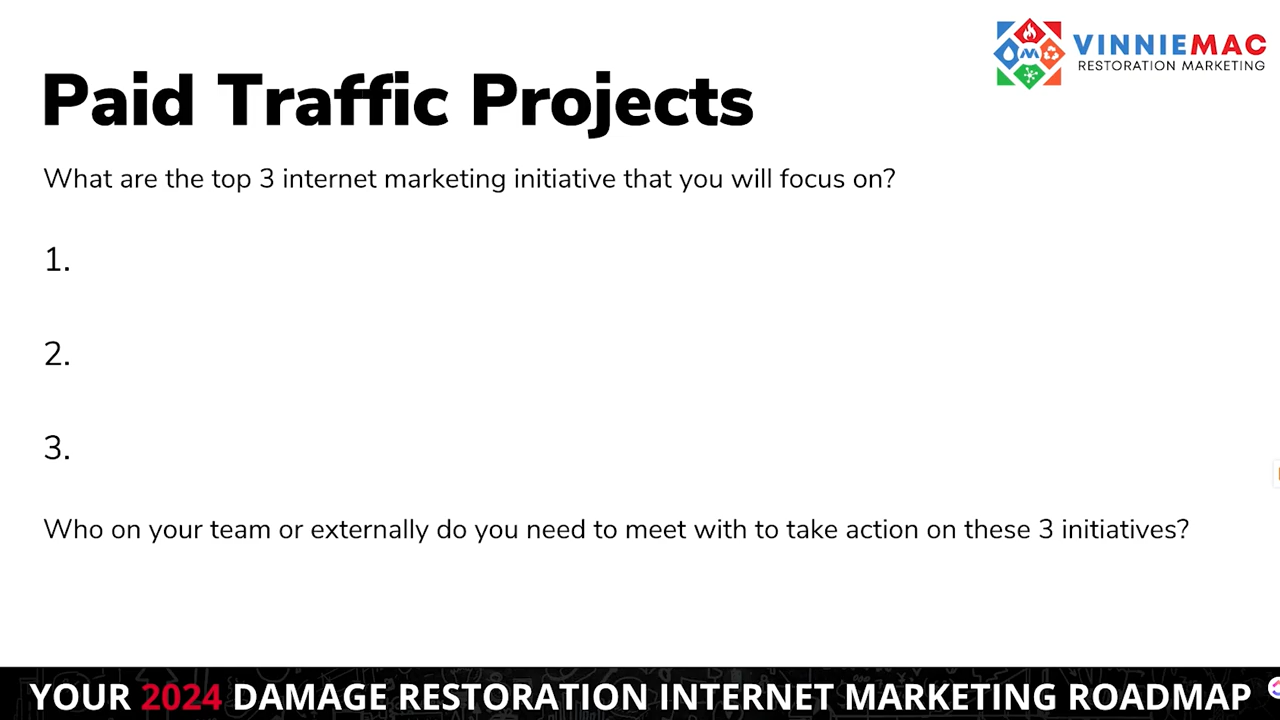 VINNIEMAC
RESTORATION MARKETING
Paid Traffic Projects
What are the top 3 internet marketing initiative that you will focus on?
1.
2.
3.
Who on your team or externally do you need to meet with to take action on these 3 initiatives?
YOUR 2024 DAMAGE RESTORATION INTERNET MARKETING ROADMAP